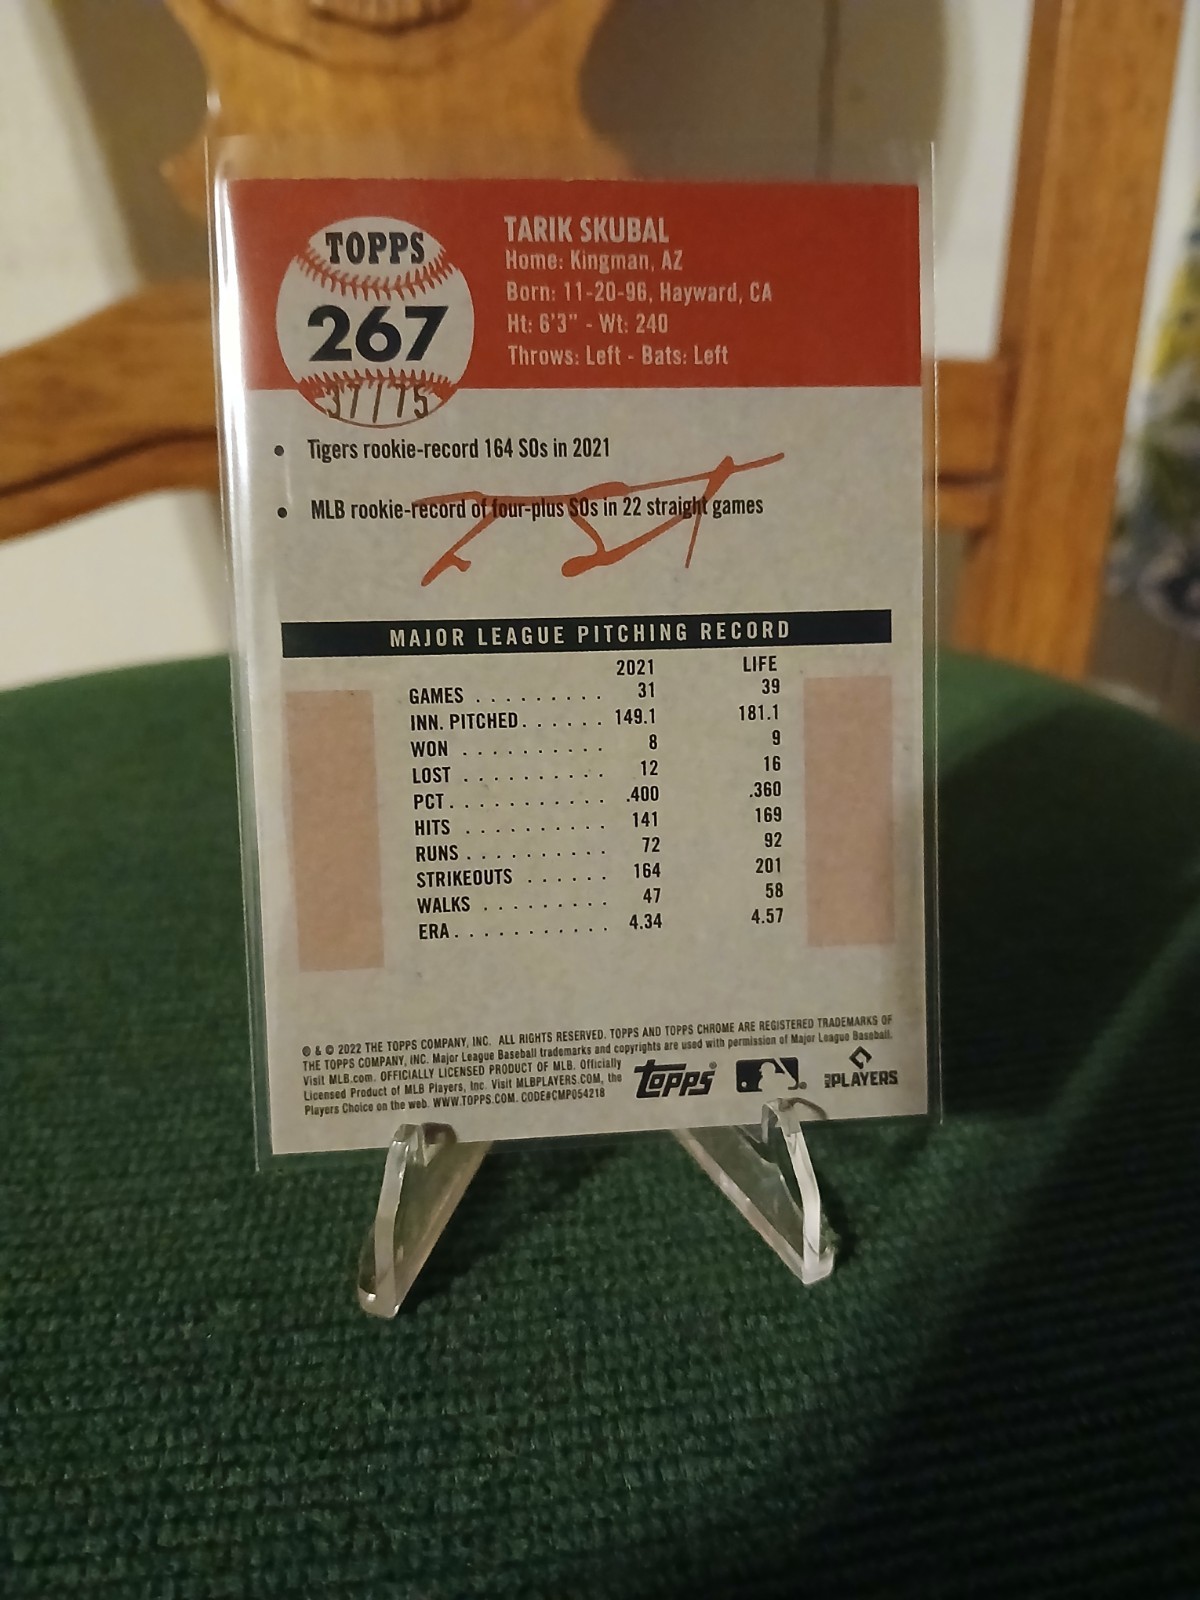 TOPPS
267
37/75
TARIK SKUBAL
Home: Kingman, AZ
Born: 11-20-96, Hayward, CA
Ht: 6'3" - Wt: 240
Throws: Left - Bats: Left
• Tigers rookie-record 164 SOs in 2021
• MLB rookie-record of four-plus SOs in 22 straight games
MAJOR LEAGUE PITCHING RECORD
2021 LIFE
GAMES . . . . . . . . . 31 39
INN. PITCHED. . . . . . 149.1 181.1
WON . . . . . . . . . . 8 9
LOST . . . . . . . . . . 12 16
PCT. . . . . . . . . . . .400 .360
HITS . . . . . . . . . . 141 169
RUNS. . . . . . . . . . 72 92
STRIKEOUTS . . . . . . 164 201
WALKS . . . . . . . . . 47 58
ERA. . . . . . . . . . . 4.34 4.57
® & © 2022 THE TOPPS COMPANY, INC. ALL RIGHTS RESERVED. TOPPS AND TOPPS CHROME ARE REGISTERED TRADEMARKS OF
THE TOPPS COMPANY, INC. Major League Baseball trademarks and copyrights are used with permission of Major League Baseball.
Visit MLB.com. OFFICIALLY LICENSED PRODUCT OF MLB. Officially
Licensed Product of MLB Players, Inc. Visit MLBPLAYERS.COM, the
Players Choice on the web. WWW.TOPPS.COM. CODE#CMP054218
topps®
MLB PLAYERS